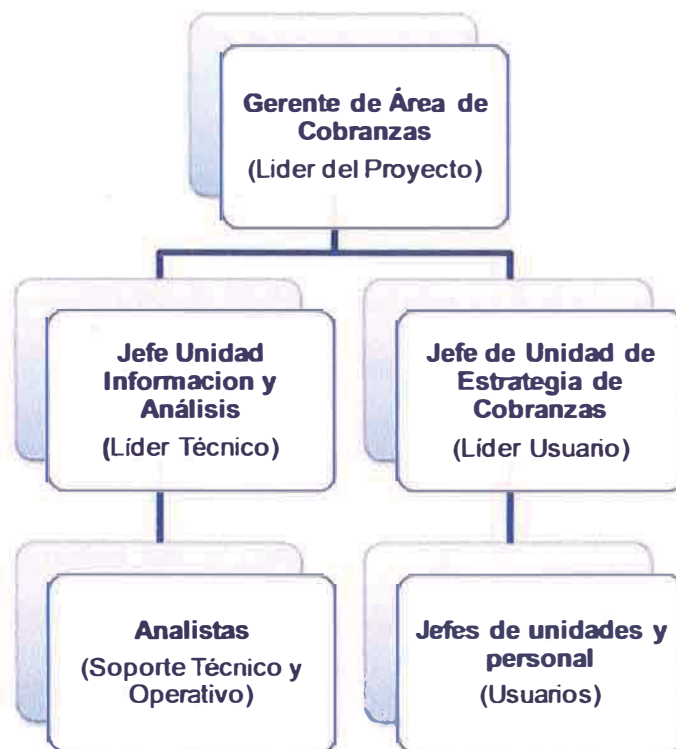 Gerente de Área de
Cobranzas
(Lider del Proyecto)
Jefe Unidad
Informacion y
Análisis
(Líder Técnico)
Jefe de Unidad de
Estrategia de
Cobranzas
(Líder Usuario)
Analistas
(Soporte Técnico y
Operativo)
Jefes de unidades y
personal
(Usuarios)